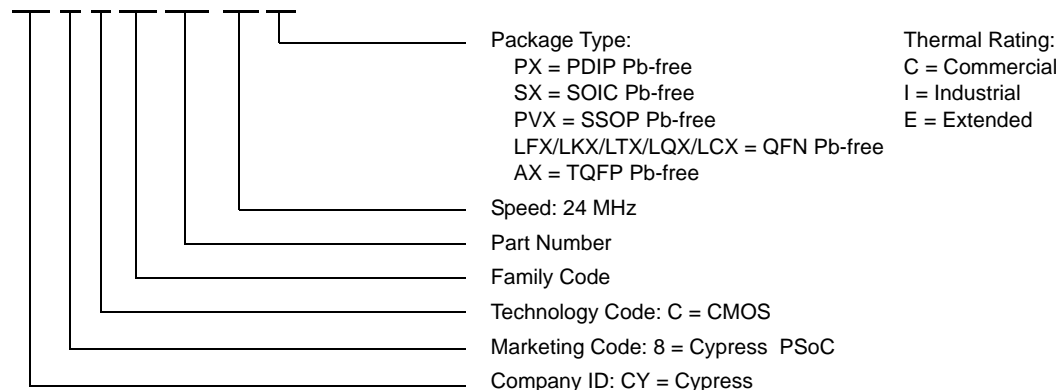 Package Type:
PX = PDIP Pb-free
SX = SOIC Pb-free
PVX = SSOP Pb-free
LFX/LKX/LTX/LQX/LCX = QFN Pb-free
AX = TQFP Pb-free
Thermal Rating:
C = Commercial
I = Industrial
E = Extended
Speed: 24 MHz
Part Number
Family Code
Technology Code: C = CMOS
Marketing Code: 8 = Cypress PSoC
Company ID: CY = Cypress